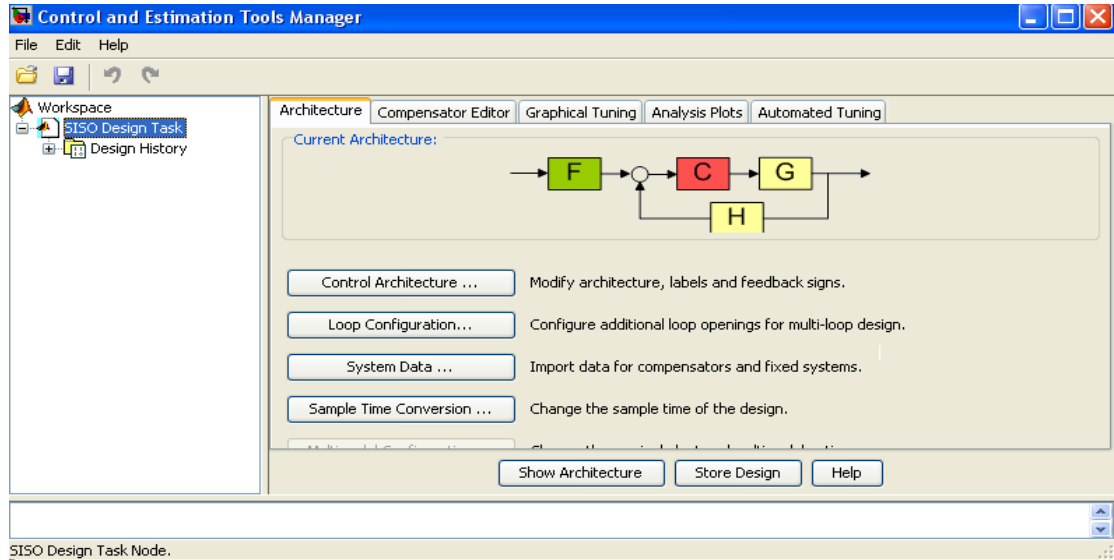 Control and Estimation Tools Manager
File Edit Help
Workspace
SISO Design Task
Design History
Architecture Compensator Editor Graphical Tuning Analysis Plots Automated Tuning
Current Architecture:
F C G
H
Control Architecture ... Modify architecture, labels and feedback signs.
Loop Configuration... Configure additional loop openings for multi-loop design.
System Data ... Import data for compensators and fixed systems.
Sample Time Conversion ... Change the sample time of the design.
Show Architecture Store Design Help
SISO Design Task Node.